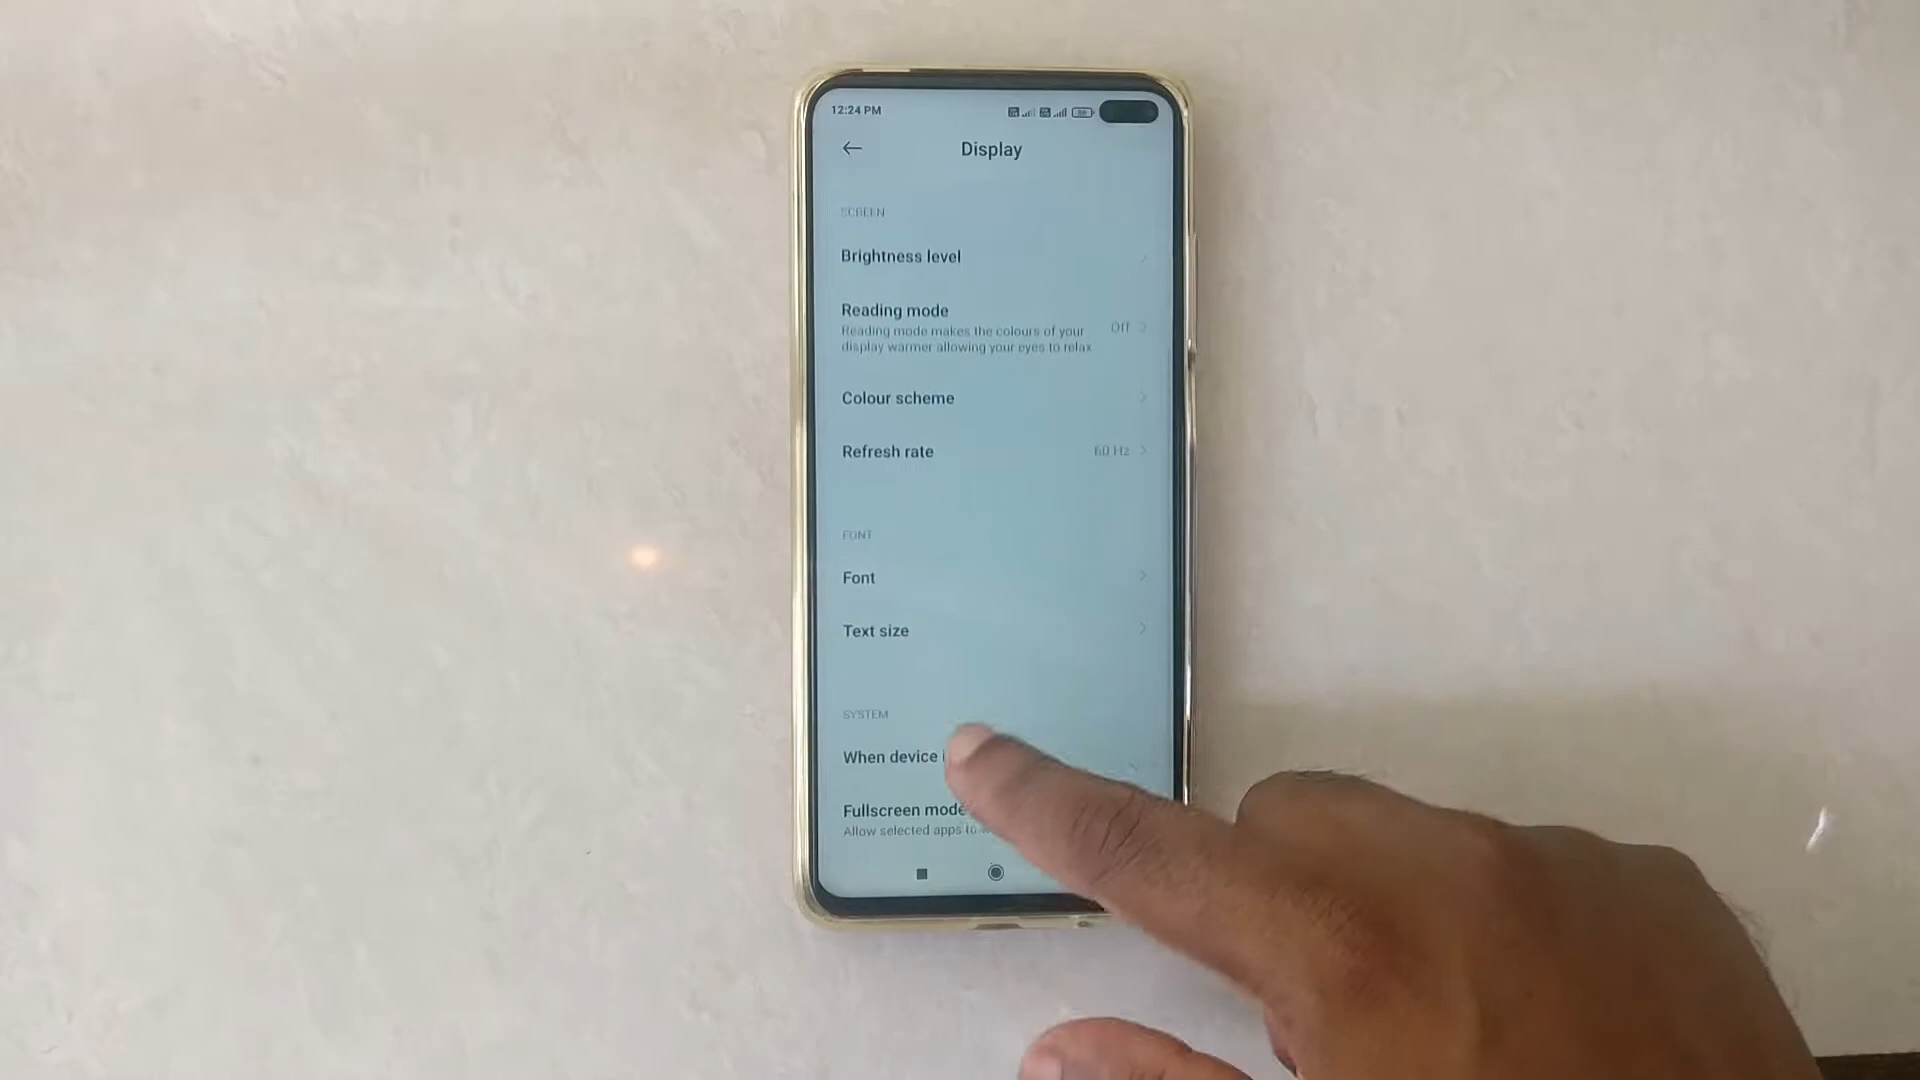 12:24 PM
Display
SCREEN
Brightness level
Reading mode
Reading mode makes the colours of your
display warmer allowing your eyes to relax
Off
Colour scheme
Refresh rate
60 Hz
FONT
Font
Text size
SYSTEM
When device
Fullscreen mode
Allow selected apps to